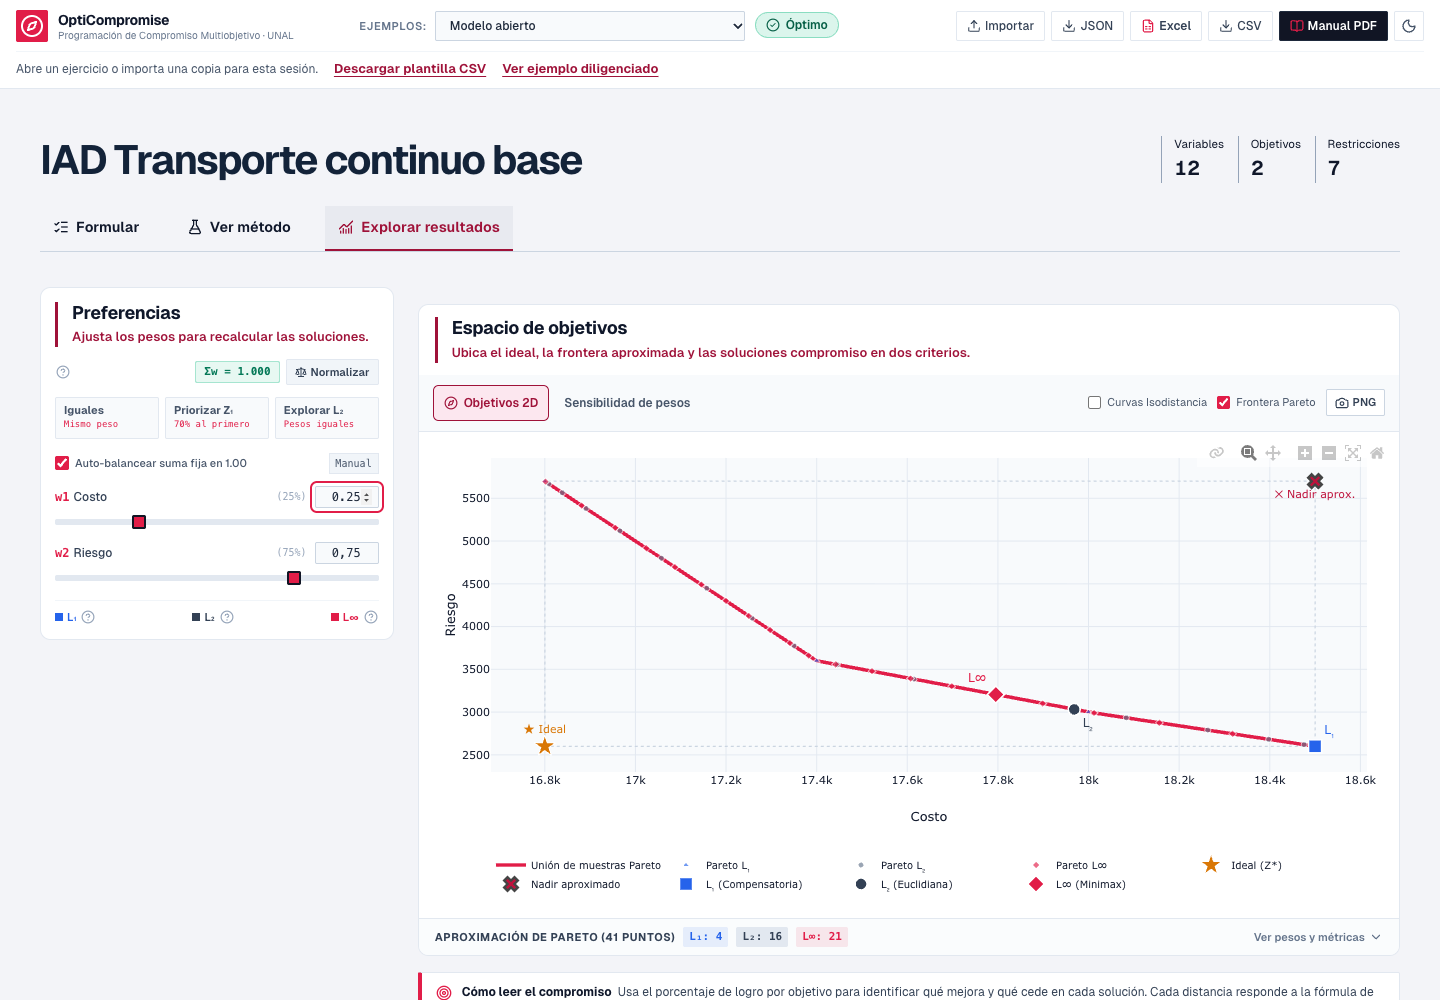 OptiCompromise
Programación de Compromiso Multiobjetivo · UNAL
EJEMPLOS:
Modelo abierto
Óptimo
Importar
JSON
Excel
CSV
Manual PDF
Abre un ejercicio o importa una copia para esta sesión.
Descargar plantilla CSV
Ver ejemplo diligenciado
IAD Transporte continuo base
Variables
12
Objetivos
2
Restricciones
7
Formular
Ver método
Explorar resultados
Preferencias
Ajusta los pesos para recalcular las soluciones.
Σw = 1.000
Normalizar
Iguales
Mismo peso
Priorizar Z₁
70% al primero
Explorar L₂
Pesos iguales
Auto-balancear suma fija en 1.00
Manual
w1 Costo
(25%)
0.25
w2 Riesgo
(75%)
0,75
L₁
L₂
L∞
Espacio de objetivos
Ubica el ideal, la frontera aproximada y las soluciones compromiso en dos criterios.
Objetivos 2D
Sensibilidad de pesos
Curvas Isodistancia
Frontera Pareto
PNG
5500
5000
4500
4000
3500
3000
2500
Riesgo
× Nadir aprox.
L∞
L₂
L₁
★ Ideal
16.8k
17k
17.2k
17.4k
17.6k
17.8k
18k
18.2k
18.4k
18.6k
Costo
Unión de muestras Pareto
Pareto L₁
Pareto L₂
Pareto L∞
Ideal (Z*)
Nadir aproximado
L₁ (Compensatoria)
L₂ (Euclidiana)
L∞ (Minimax)
APROXIMACIÓN DE PARETO (41 PUNTOS)
L₁: 4
L₂: 16
L∞: 21
Ver pesos y métricas
Cómo leer el compromiso Usa el porcentaje de logro por objetivo para identificar qué mejora y qué cede en cada solución. Cada distancia responde a la fórmula de